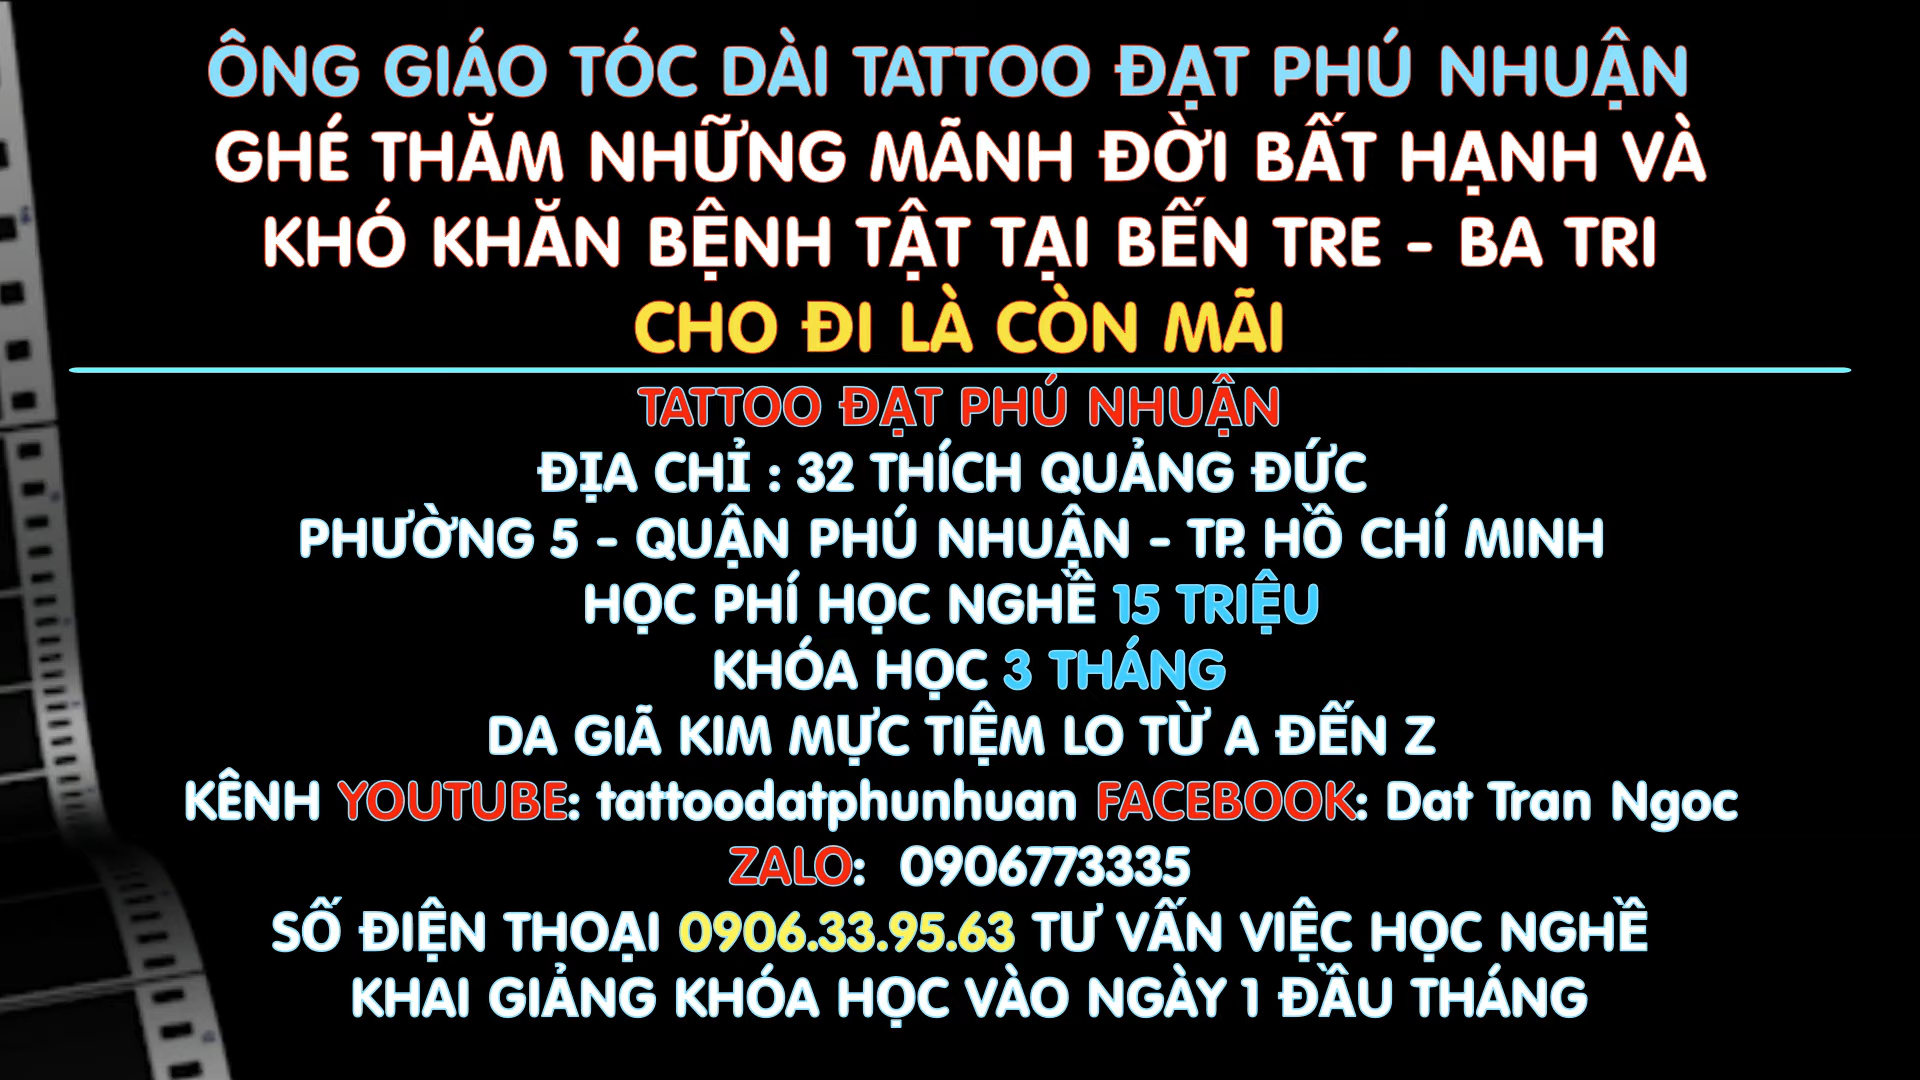 ÔNG GIÁO TÓC DÀI TATTOO ĐẠT PHÚ NHUẬN
GHÉ THĂM NHỮNG MÃNH ĐỜI BẤT HẠNH VÀ
KHÓ KHĂN BỆNH TẬT TẠI BẾN TRE - BA TRI
CHO ĐI LÀ CÒN MÃI
TATTOO ĐẠT PHÚ NHUẬN
ĐỊA CHỈ : 32 THÍCH QUẢNG ĐỨC
PHƯỜNG 5 - QUẬN PHÚ NHUẬN - TP. HỒ CHÍ MINH
HỌC PHÍ HỌC NGHỀ 15 TRIỆU
KHÓA HỌC 3 THÁNG
DA GIÃ KIM MỰC TIỆM LO TỪ A ĐẾN Z
KÊNH YOUTUBE: tattoodatphunhuan FACEBOOK: Dat Tran Ngoc
ZALO: 0906773335
SỐ ĐIỆN THOẠI 0906.33.95.63 TƯ VẤN VIỆC HỌC NGHỀ
KHAI GIẢNG KHÓA HỌC VÀO NGÀY 1 ĐẦU THÁNG